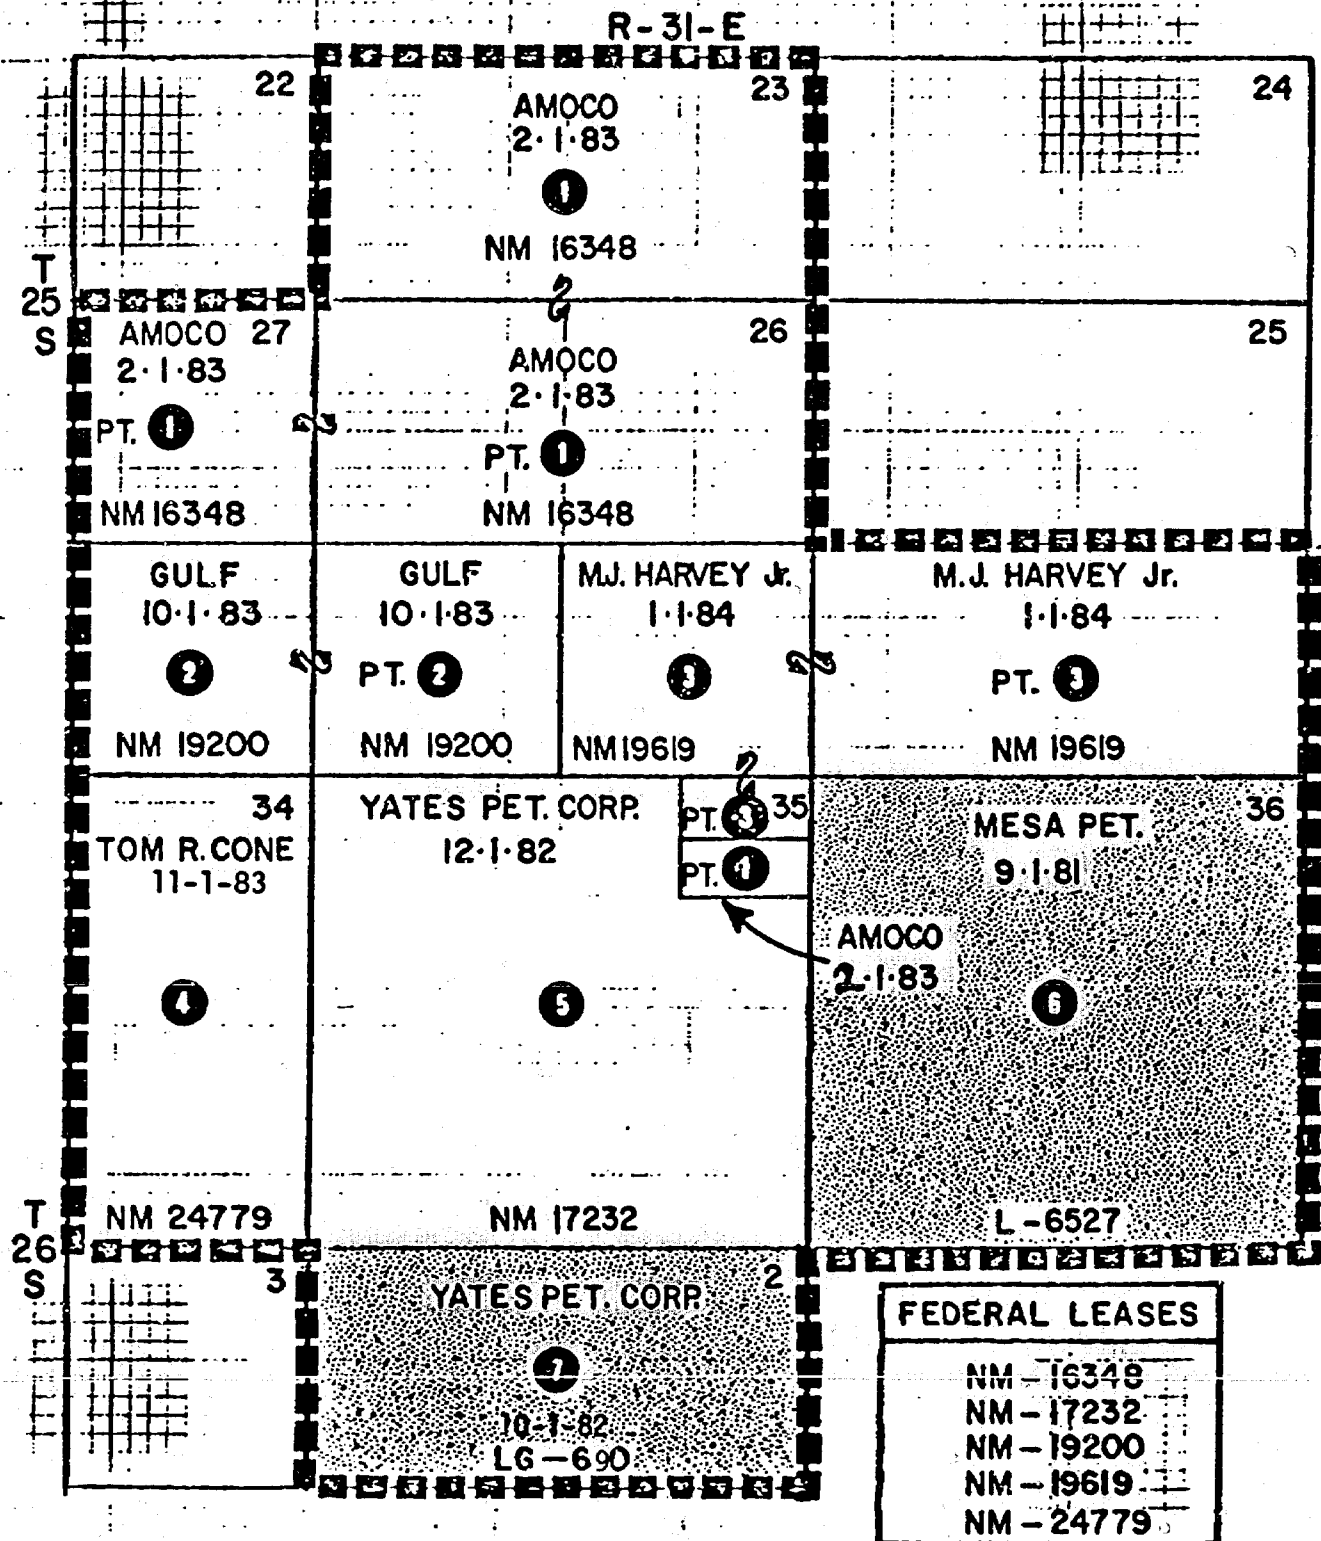 R-31-E
22
23
24
AMOCO
2·1·83
1
NM 16348
T
25
S
AMOCO 27
2·1·83
PT. 1
NM 16348
26
AMOCO
2·1·83
PT. 1
NM 16348
25
GULF
10·1·83
2
NM 19200
GULF
10·1·83
PT. 2
NM 19200
M.J. HARVEY Jr.
1·1·84
3
NM 19619
M.J. HARVEY Jr.
1·1·84
PT. 3
NM 19619
34
TOM R. CONE
11-1-83
4
NM 24779
YATES PET. CORP.
12·1·82
5
NM 17232
35
PT. 3
PT. 1
AMOCO
2·1·83
36
MESA PET.
9·1·81
6
L-6527
T
26
S
3
2
YATES PET. CORP.
7
10-1-82
LG-690
FEDERAL LEASES
NM-16348
NM-17232
NM-19200
NM-19619
NM-24779